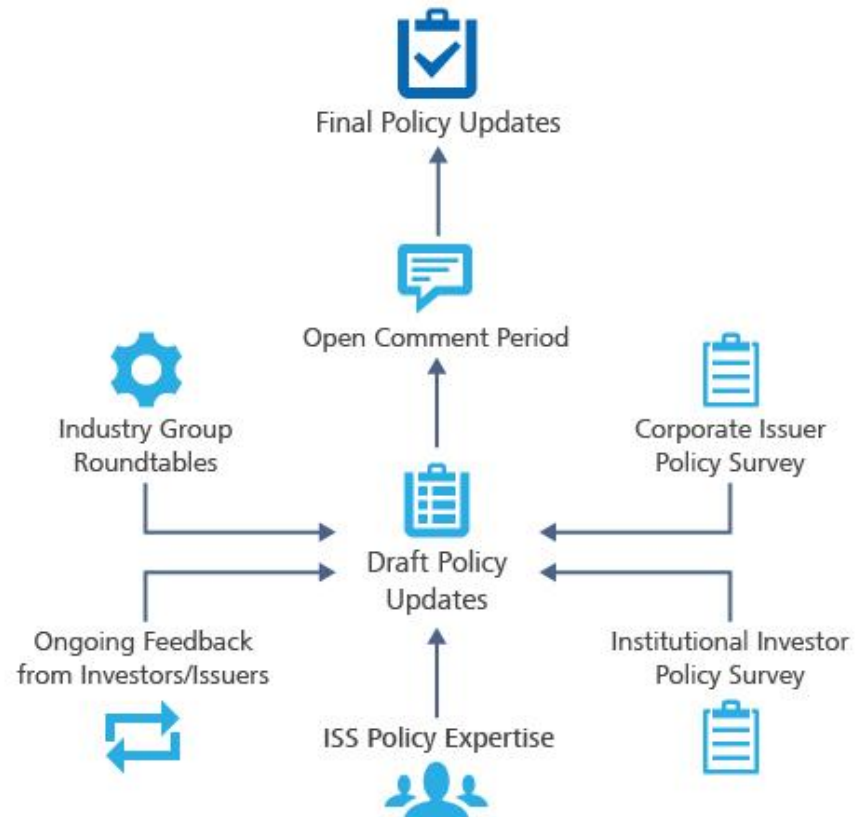 Final Policy Updates
Open Comment Period
Industry Group
Roundtables
Corporate Issuer
Policy Survey
Draft Policy
Updates
Ongoing Feedback
from Investors/Issuers
Institutional Investor
Policy Survey
ISS Policy Expertise